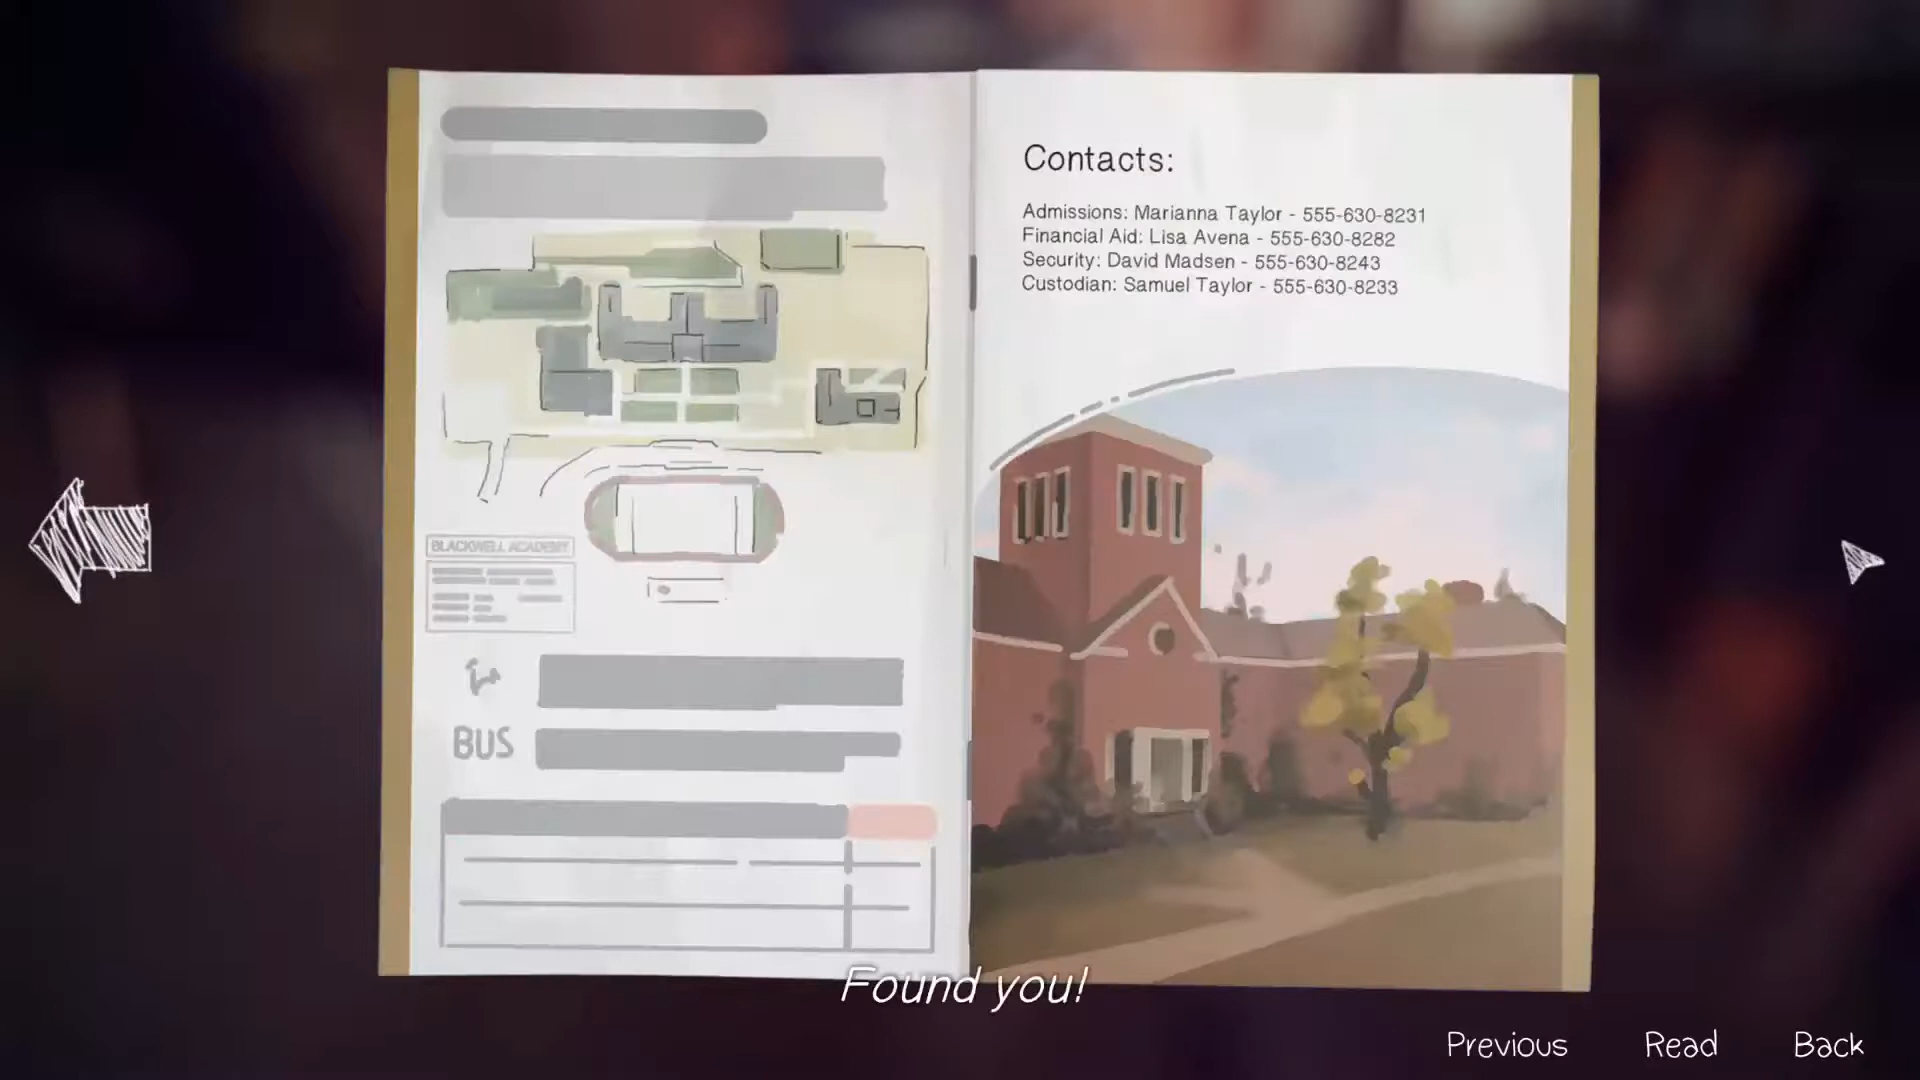 BLACKWELL ACADEMY
BUS
Contacts:
Admissions: Marianna Taylor - 555-630-8231
Financial Aid: Lisa Avena - 555-630-8282
Security: David Madsen - 555-630-8243
Custodian: Samuel Taylor - 555-630-8233
Found you!
Previous
Read
Back